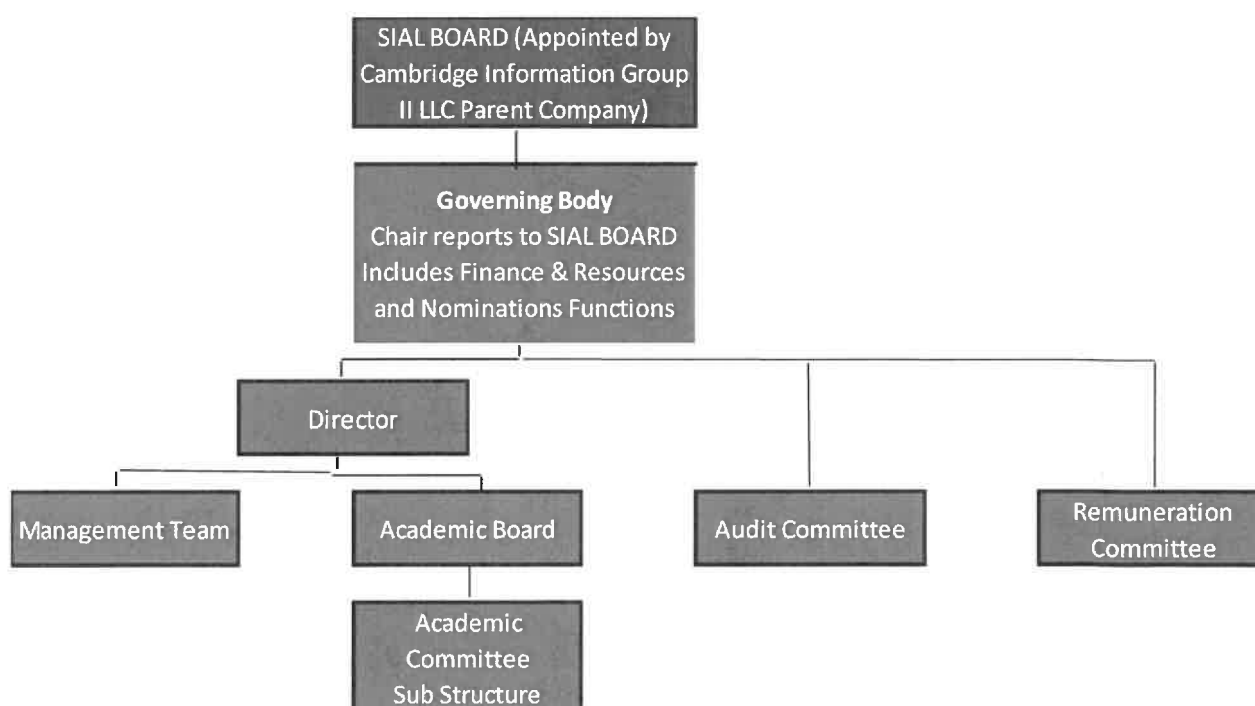 SIAL BOARD (Appointed by
Cambridge Information Group
II LLC Parent Company)
Governing Body
Chair reports to SIAL BOARD
Includes Finance & Resources
and Nominations Functions
Director
Management Team
Academic Board
Audit Committee
Remuneration
Committee
Academic
Committee
Sub Structure